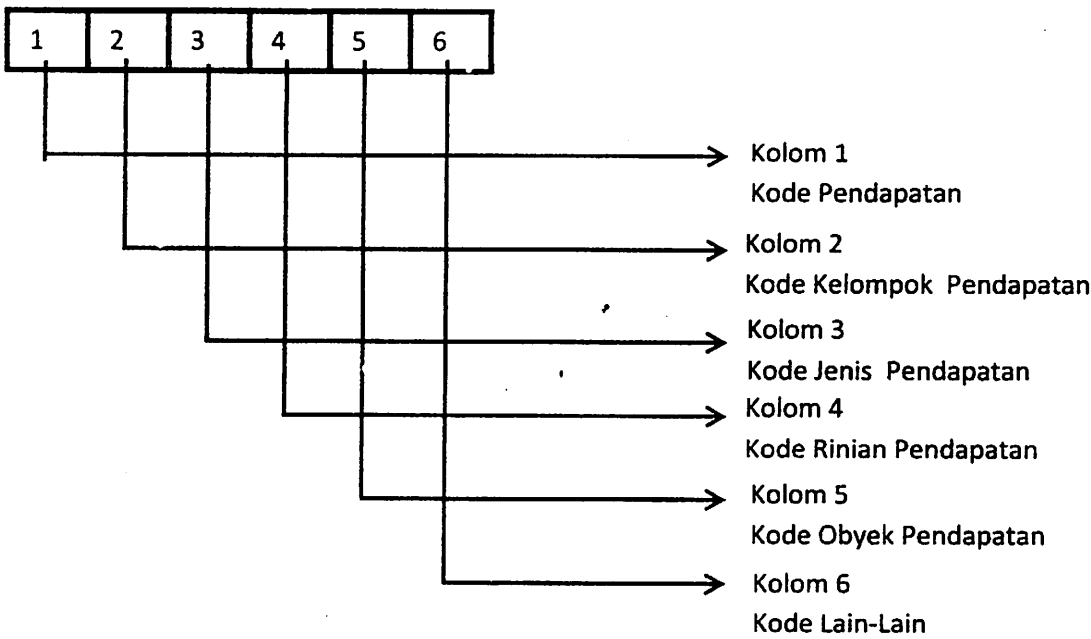 1 2 3 4 5 6
Kolom 1
Kode Pendapatan
Kolom 2
Kode Kelompok Pendapatan
Kolom 3
Kode Jenis Pendapatan
Kolom 4
Kode Rinian Pendapatan
Kolom 5
Kode Obyek Pendapatan
Kolom 6
Kode Lain-Lain